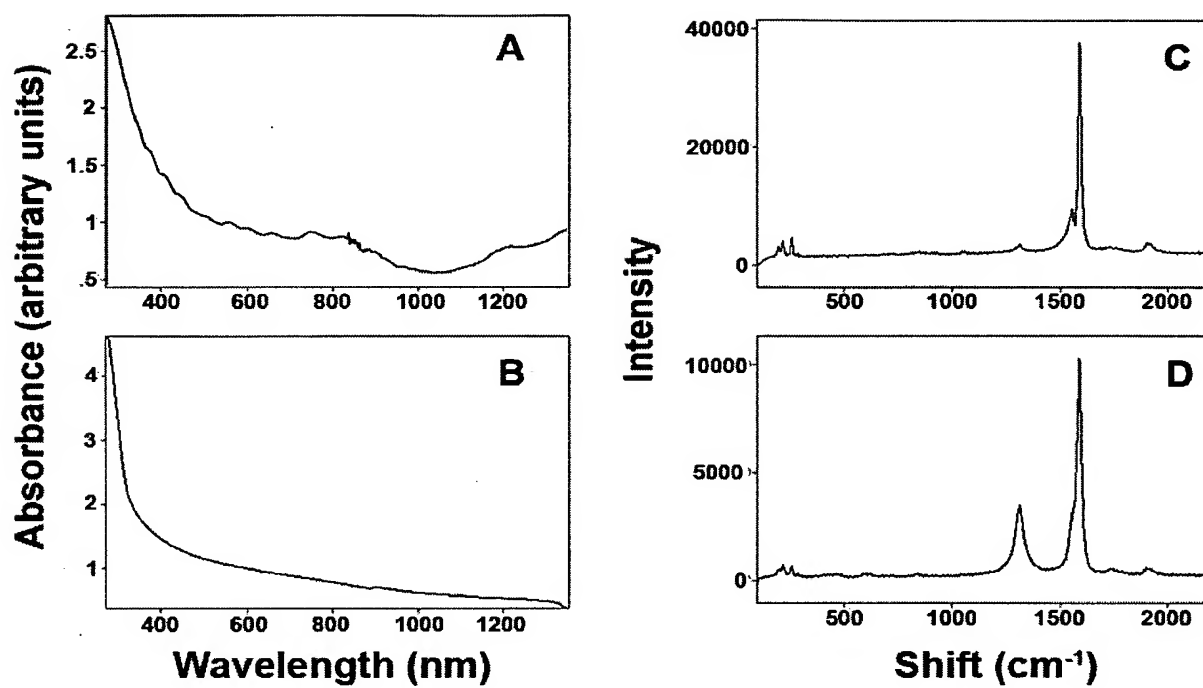 Absorbance (arbitrary units)
A
2.5
2
1.5
1
.5
400 600 800 1000 1200
B
4
3
2
1
400 600 800 1000 1200
Wavelength (nm)
Intensity
C
40000
20000
0
500 1000 1500 2000
D
10000
5000
0
500 1000 1500 2000
Shift (cm⁻¹)